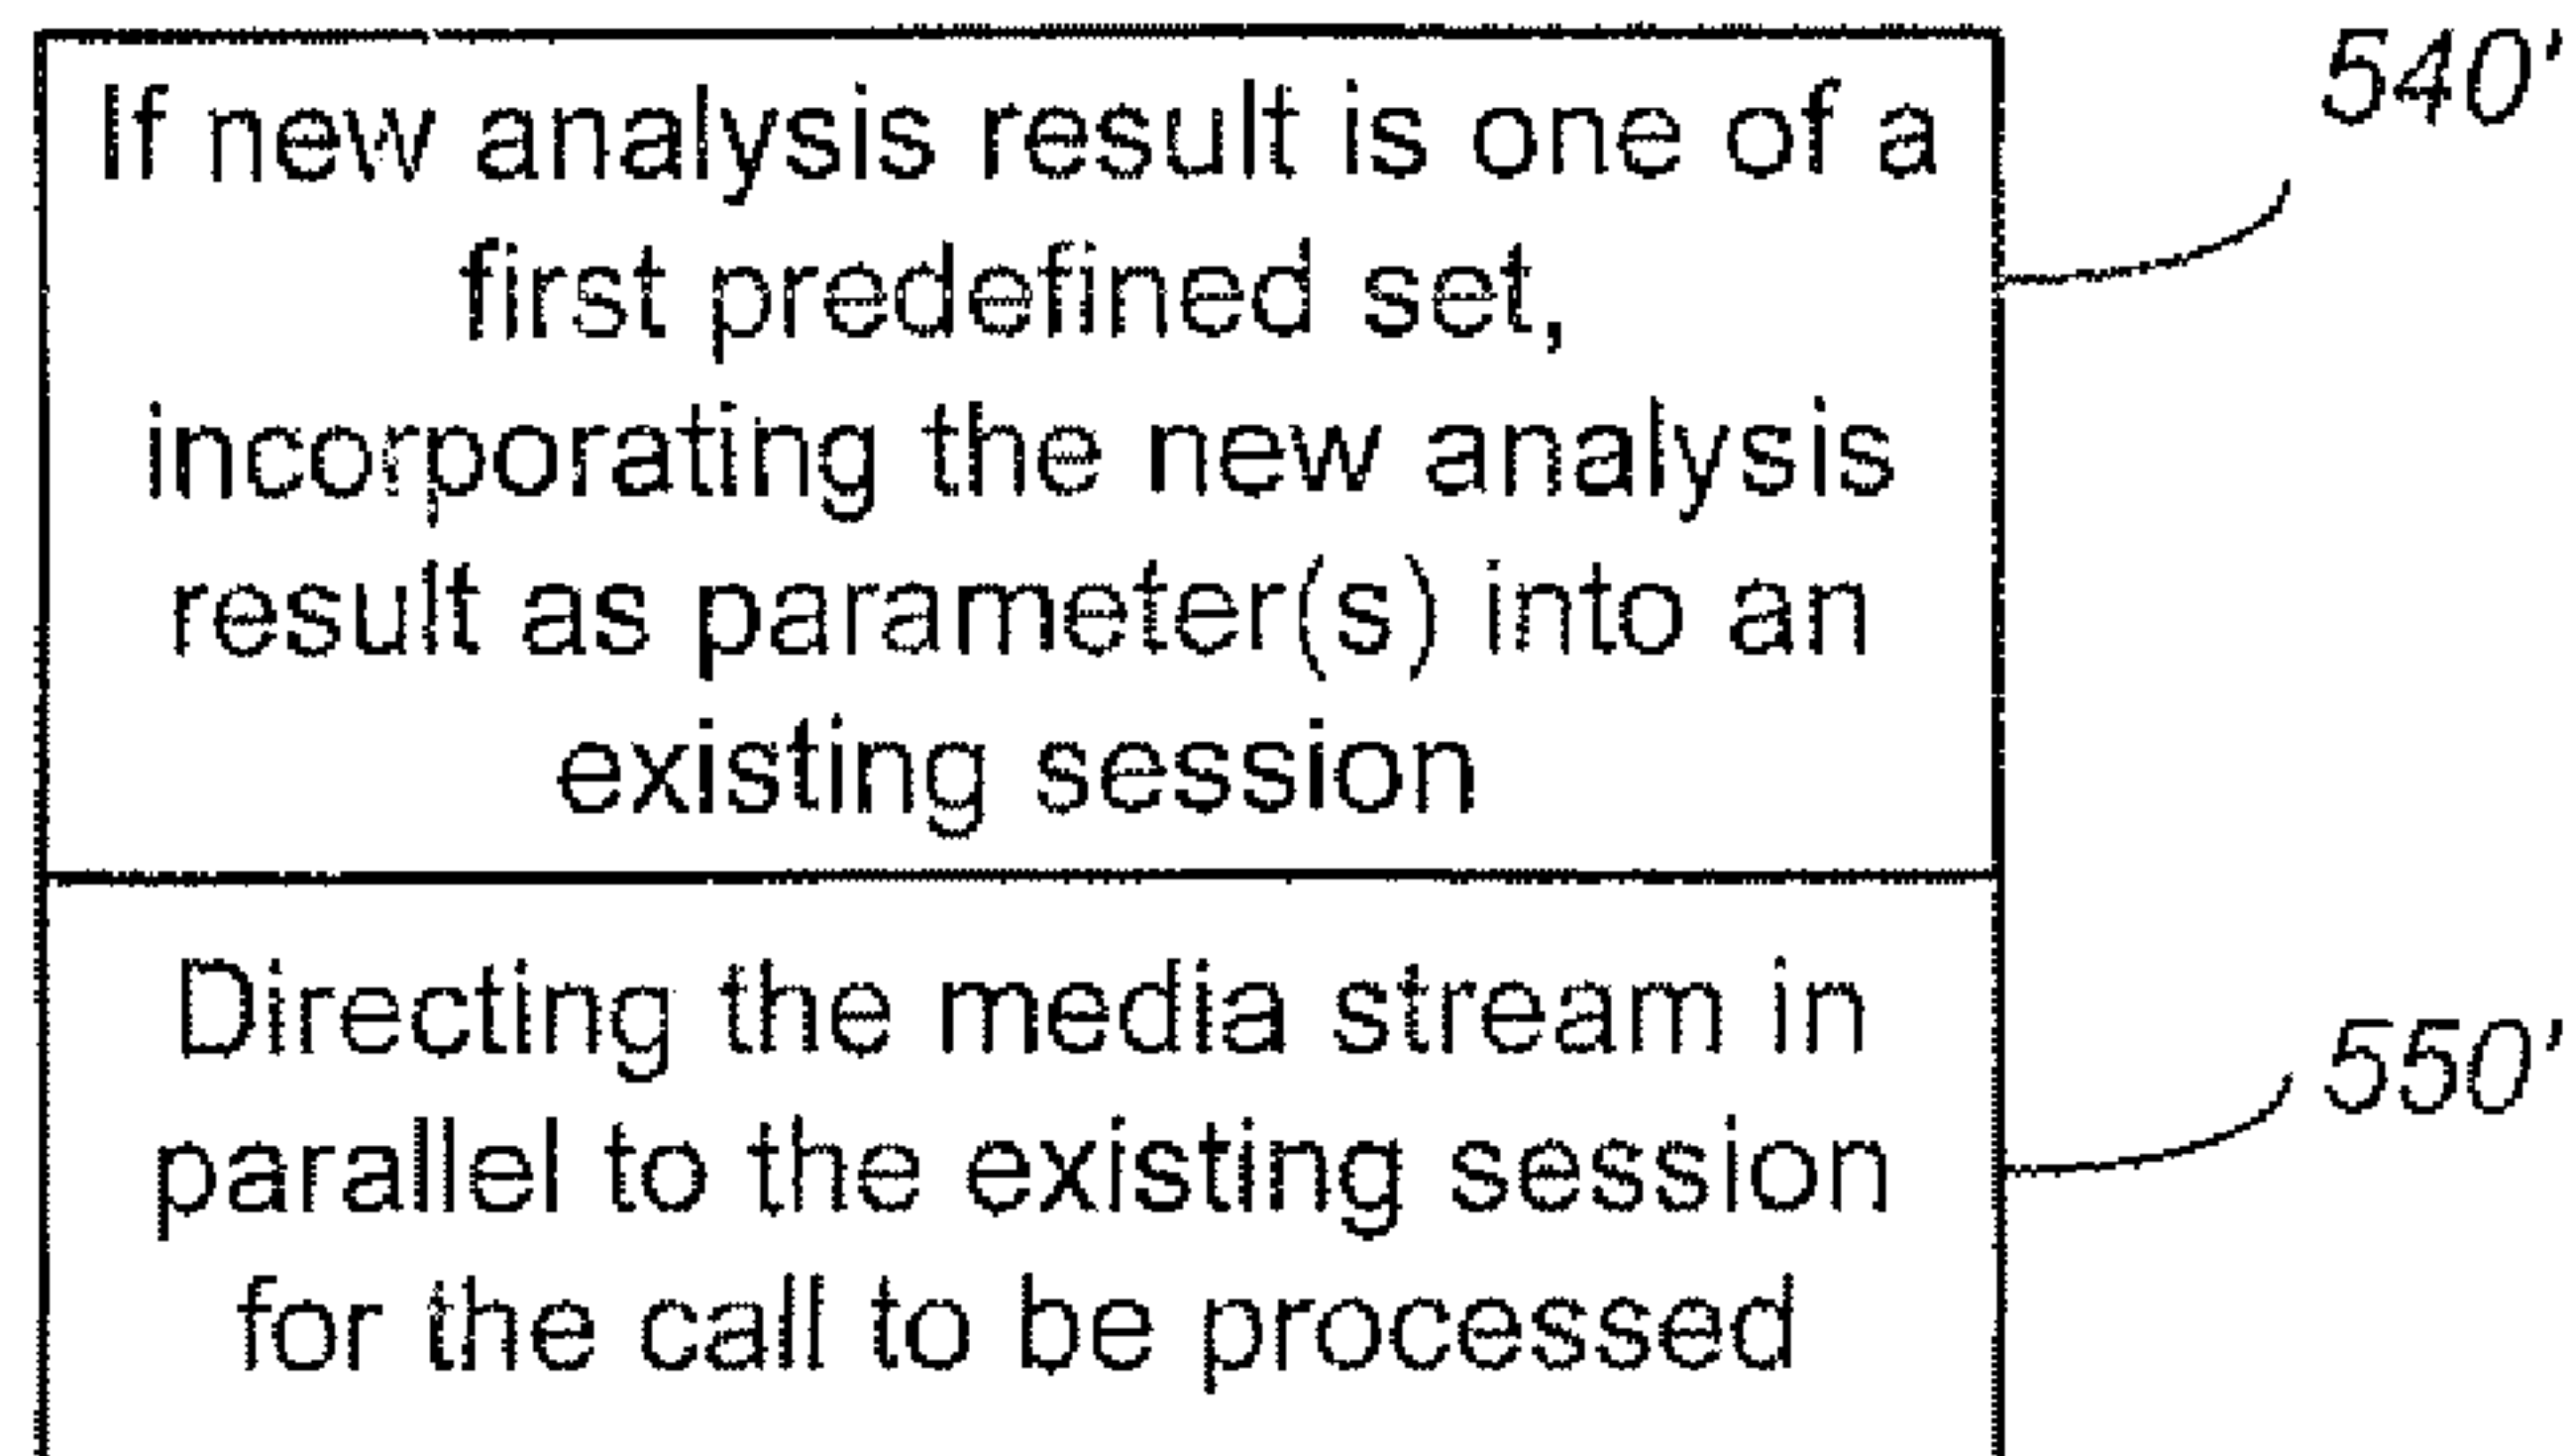 If new analysis result is one of a
first predefined set,
incorporating the new analysis
result as parameter(s) into an
existing session
540'
Directing the media stream in
parallel to the existing session
for the call to be processed
550'